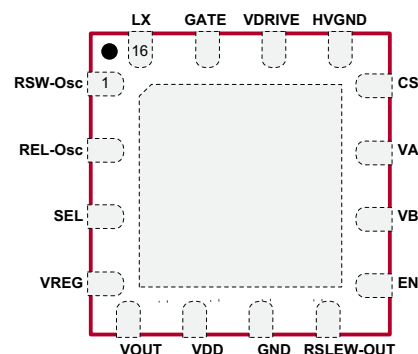 LX GATE VDRIVE HVGND
16
RSW-Osc 1 CS
REL-Osc VA
SEL VB
VREG EN
VOUT VDD GND RSLEW-OUT